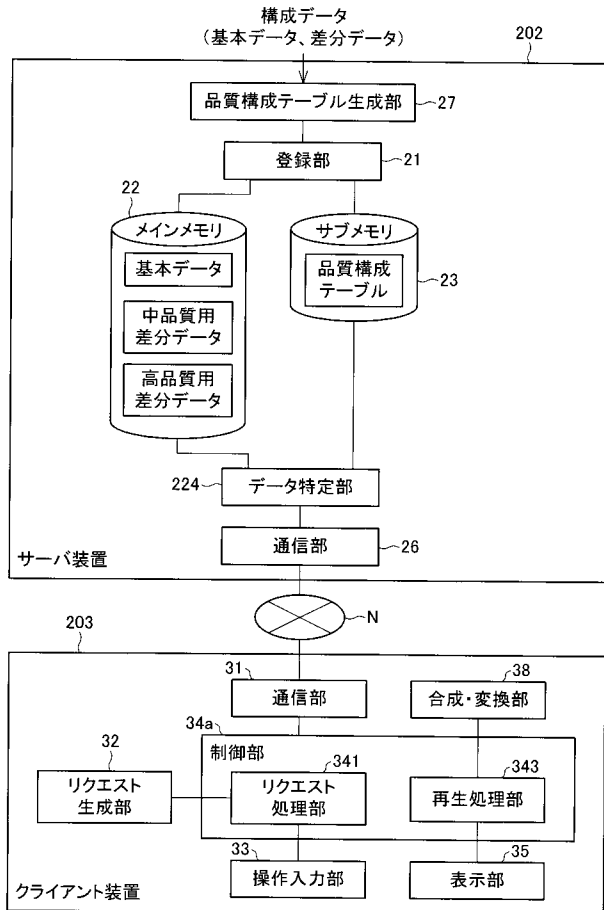 構成データ
(基本データ、差分データ)
202
品質構成テーブル生成部
27
登録部
21
22
メインメモリ
サブメモリ
基本データ
品質構成
テーブル
23
中品質用
差分データ
高品質用
差分データ
224
データ特定部
通信部
26
サーバ装置
N
203
31
通信部
38
合成・変換部
34a
制御部
32
リクエスト
生成部
341
リクエスト
処理部
343
再生処理部
33
操作入力部
35
表示部
クライアント装置